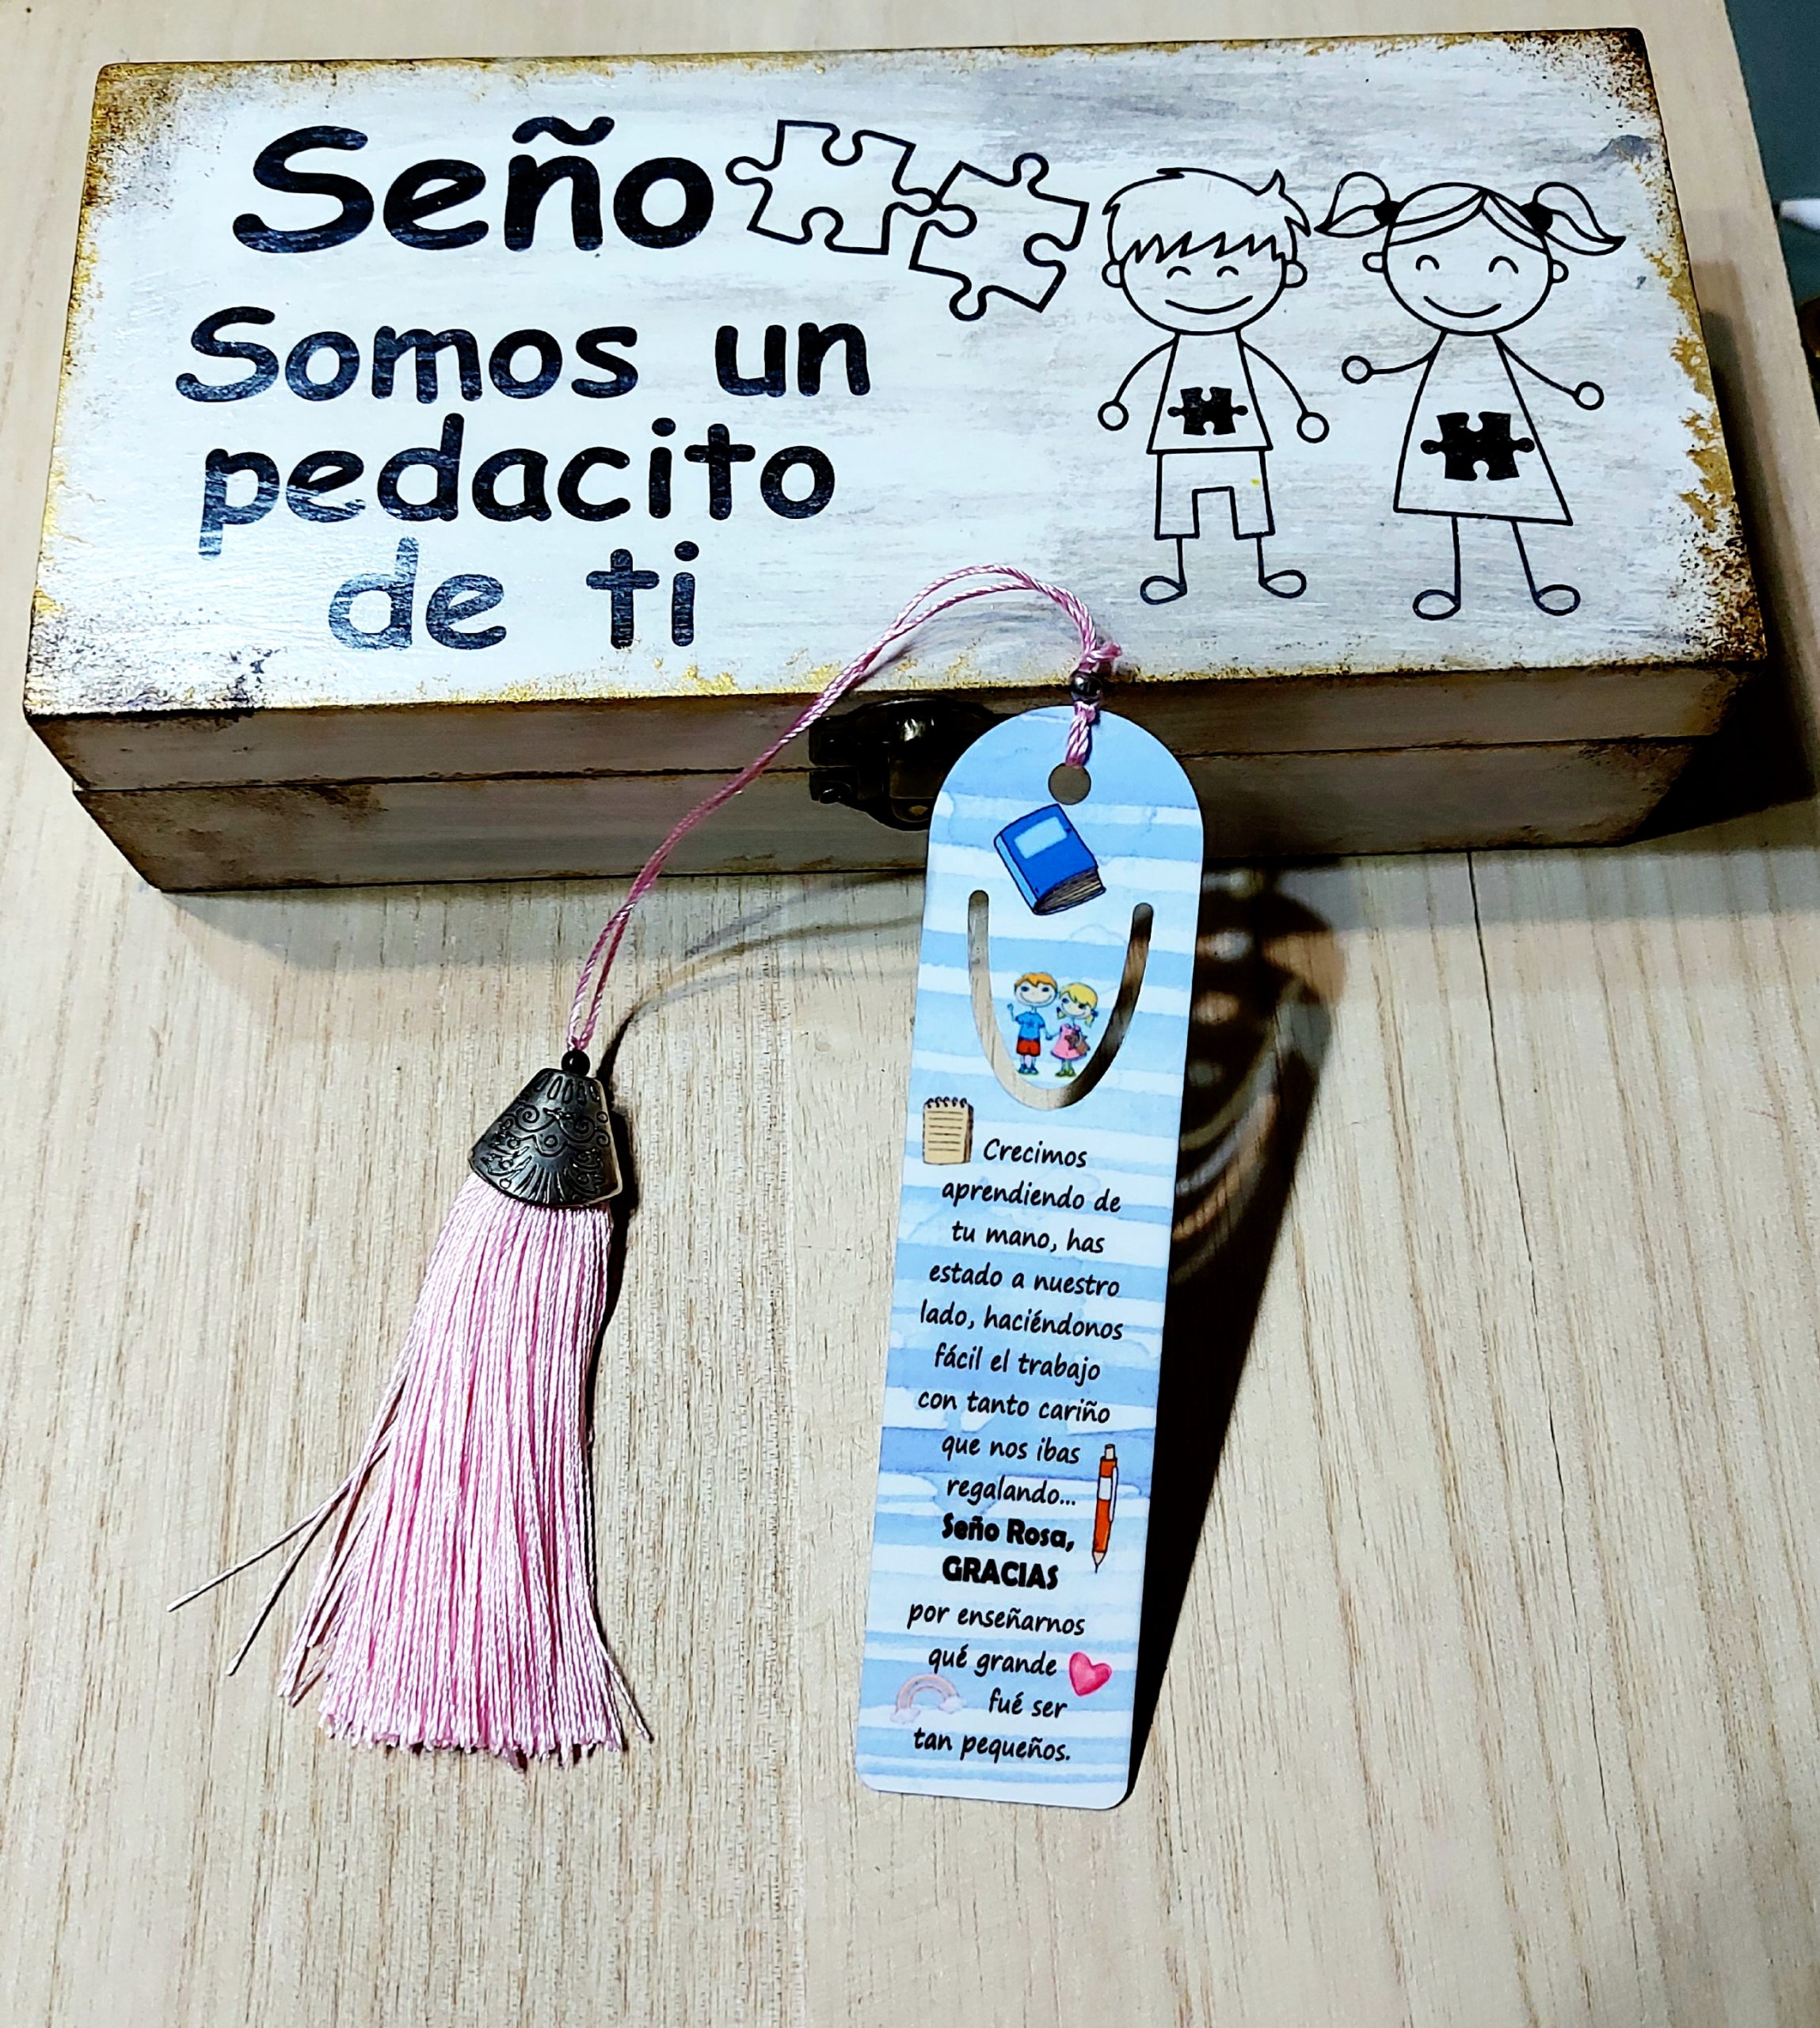 Seño
Somos un
pedacito
de ti
Crecimos
aprendiendo de
tu mano, has
estado a nuestro
lado, haciéndonos
fácil el trabajo
con tanto cariño
que nos ibas
regalando...
Seño Rosa,
GRACIAS
por enseñarnos
qué grande
fué ser
tan pequeños.